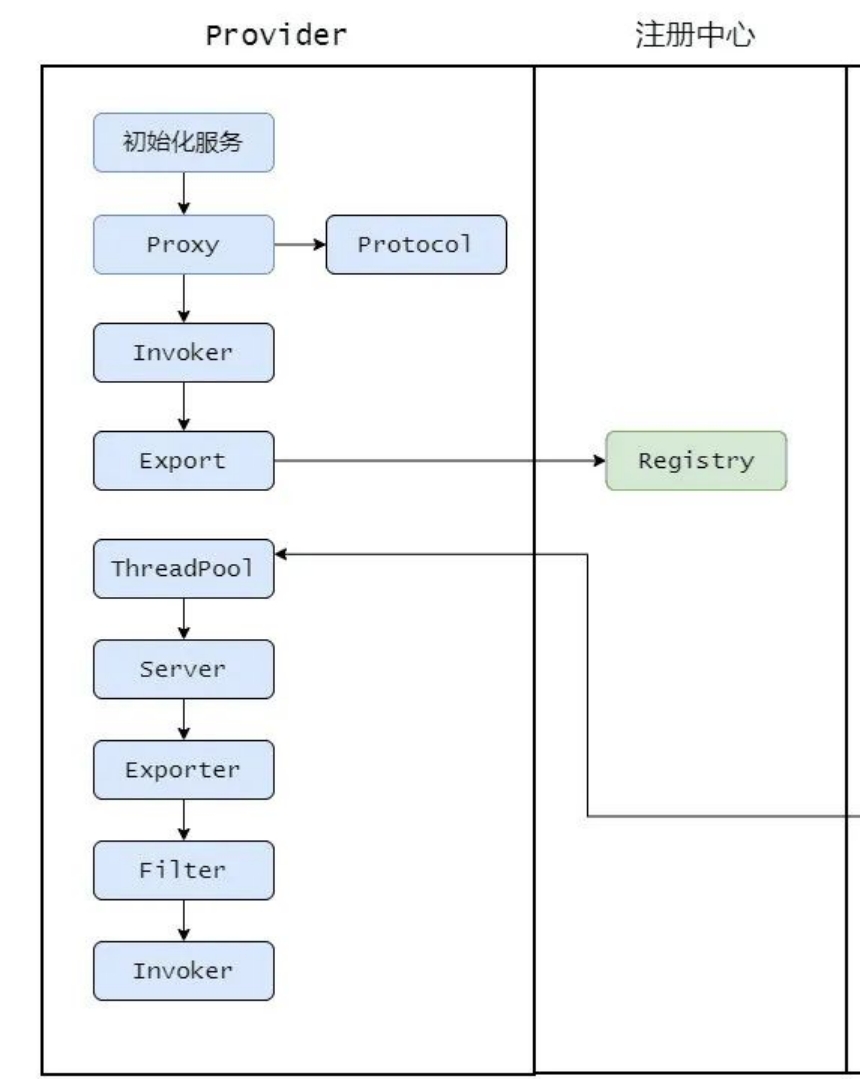 Provider
注册中心
初始化服务
Proxy
Protocol
Invoker
Export
Registry
ThreadPool
Server
Exporter
Filter
Invoker